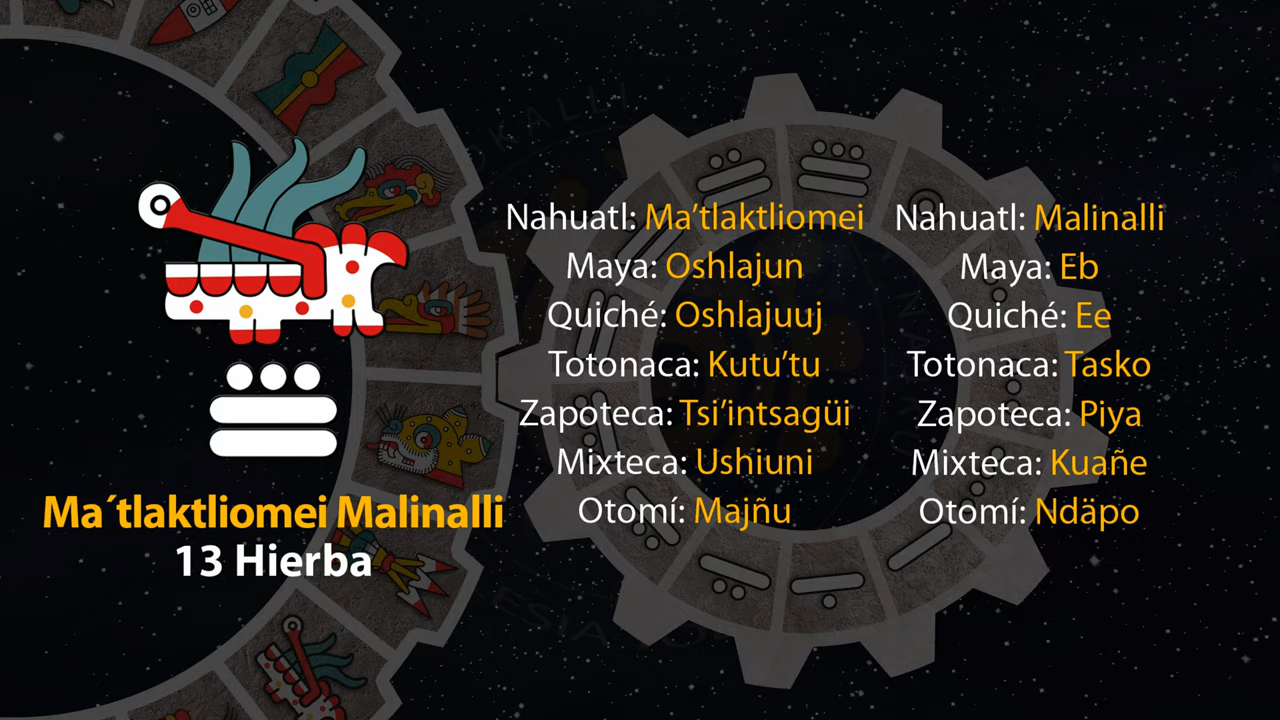 Nahuatl: Ma’tlaktliomei
Maya: Oshlajun
Quiché: Oshlajuuj
Totonaca: Kutu’tu
Zapoteca: Tsi’intsagüi
Mixteca: Ushiuni
Otomí: Majñu
Nahuatl: Malinalli
Maya: Eb
Quiché: Ee
Totonaca: Tasko
Zapoteca: Piya
Mixteca: Kuañe
Otomí: Ndäpo
Ma´tlaktliomei Malinalli
13 Hierba